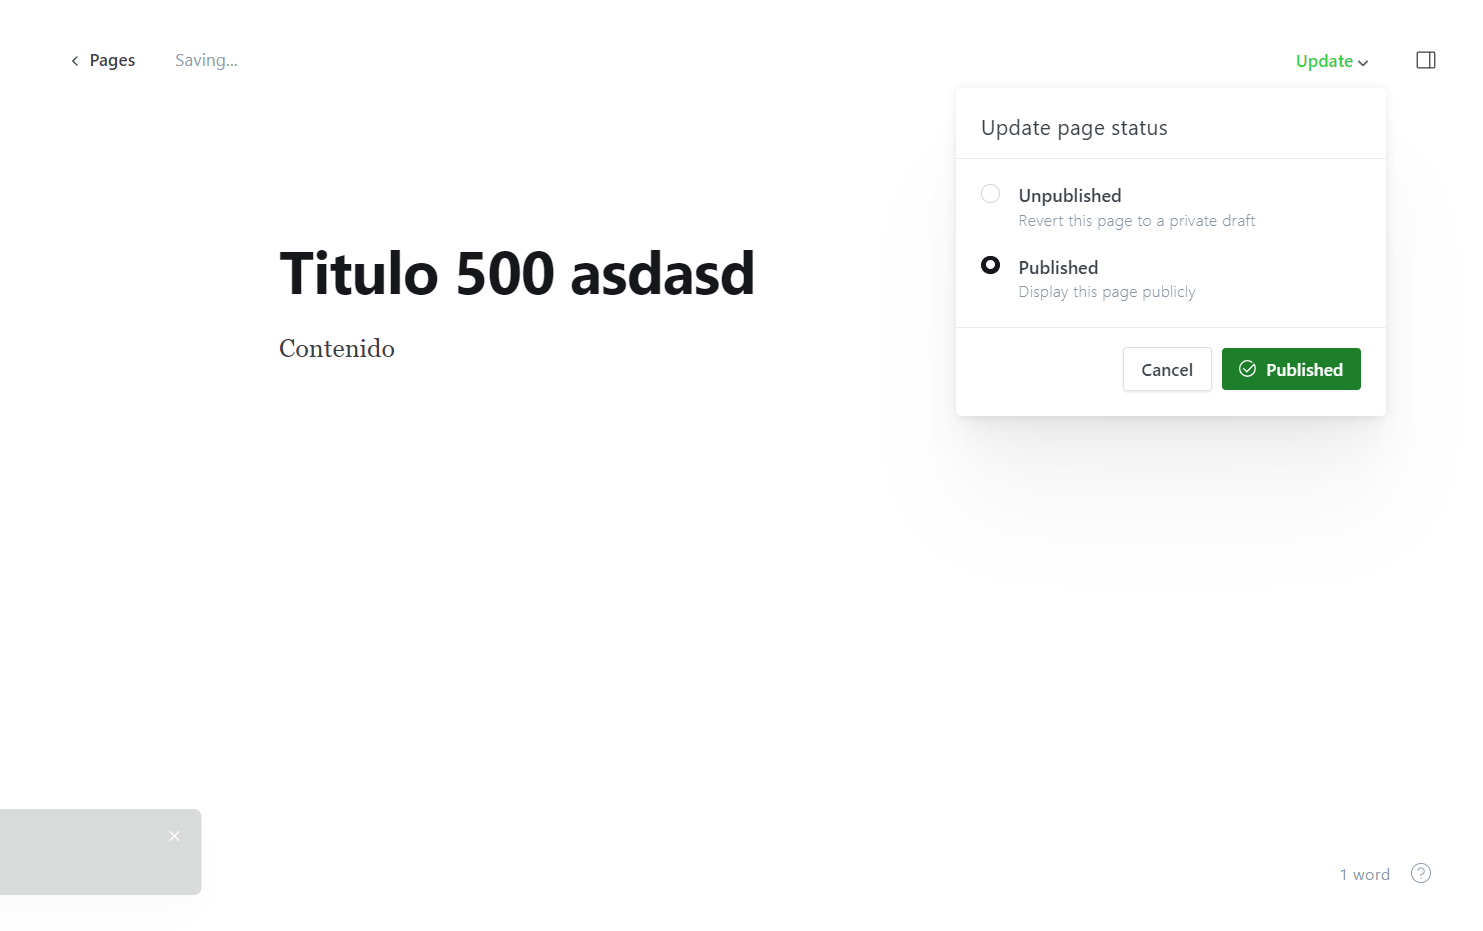 Pages
Saving...
Update
Update page status
Unpublished
Revert this page to a private draft
Published
Display this page publicly
Cancel
Published
Titulo 500 asdasd
Contenido
1 word